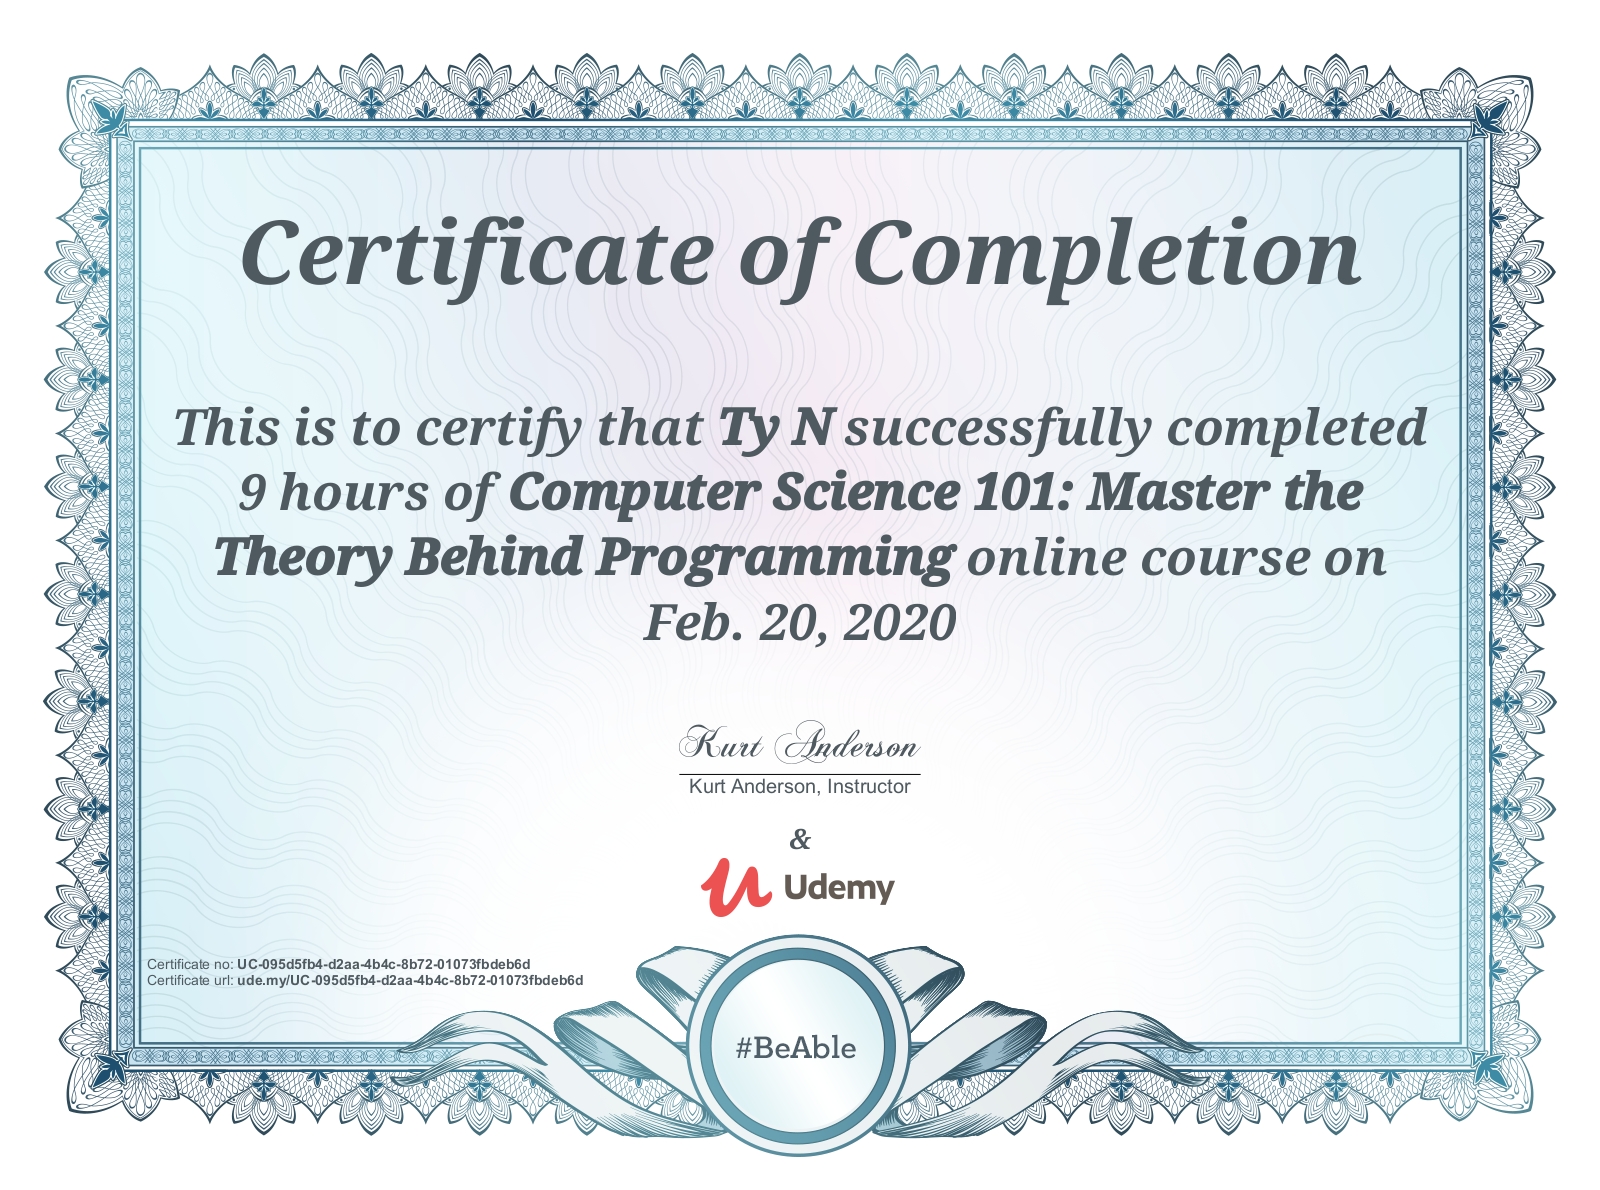 Certificate of Completion
This is to certify that Ty N successfully completed
9 hours of Computer Science 101: Master the
Theory Behind Programming online course on
Feb. 20, 2020
Kurt Anderson
Kurt Anderson, Instructor
&
Udemy
Certificate no: UC-095d5fb4-d2aa-4b4c-8b72-01073fbdeb6d
Certificate url: ude.my/UC-095d5fb4-d2aa-4b4c-8b72-01073fbdeb6d
#BeAble